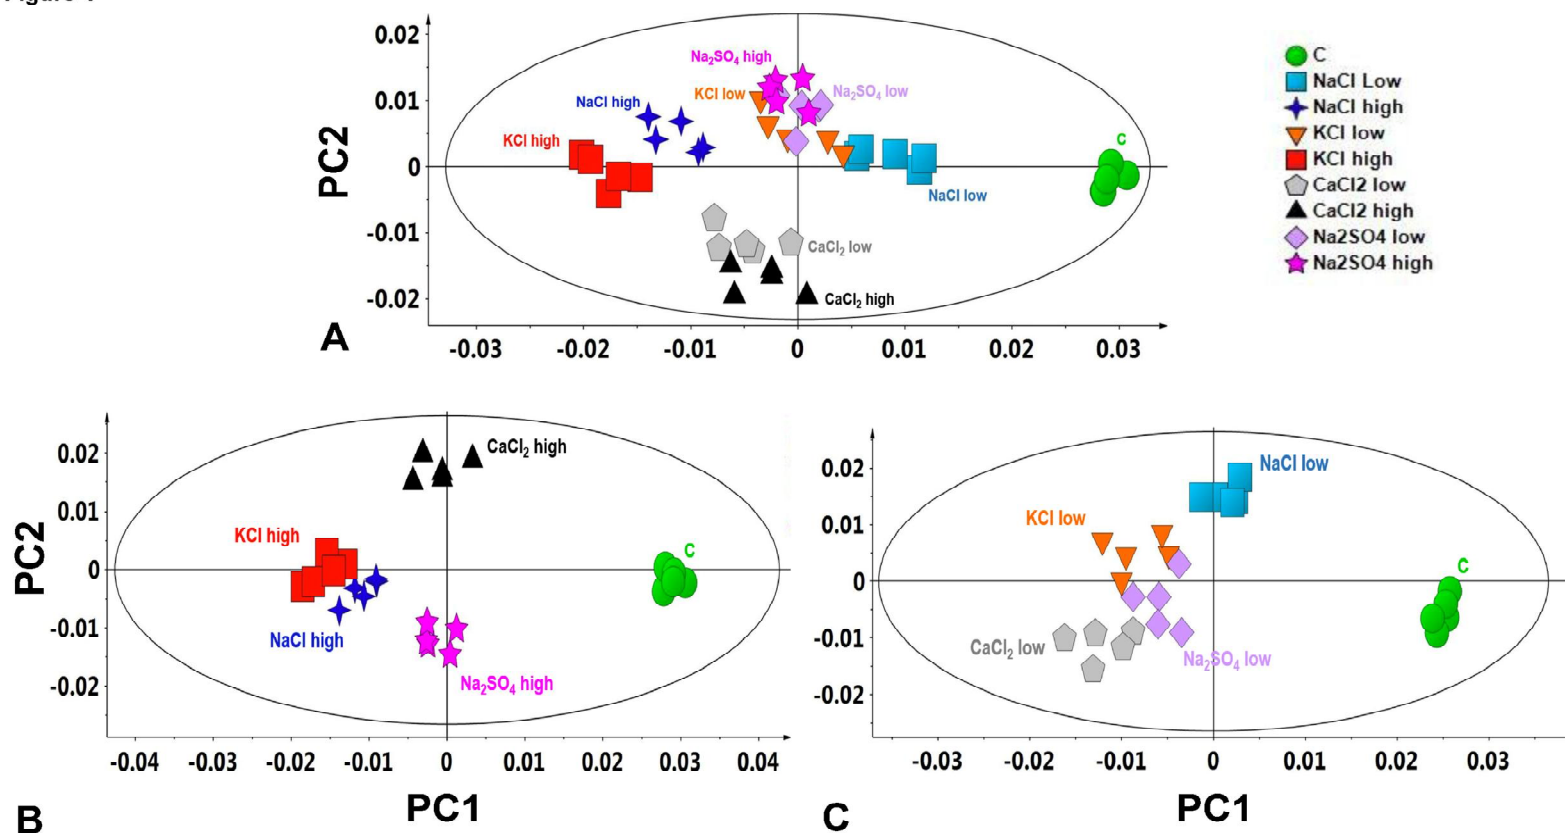 PC2
0.02
0.01
0
-0.01
-0.02
Na₂SO₄ high
KCl low
Na₂SO₄ low
NaCl high
KCl high
C
NaCl low
CaCl₂ low
CaCl₂ high
A
-0.03 -0.02 -0.01 0 0.01 0.02 0.03
C
NaCl Low
NaCl high
KCl low
KCl high
CaCl2 low
CaCl2 high
Na2SO4 low
Na2SO4 high
PC2
0.02
0.01
0
-0.01
-0.02
CaCl₂ high
KCl high
C
NaCl high
Na₂SO₄ high
-0.04 -0.03 -0.02 -0.01 0 0.01 0.02 0.03 0.04
B
PC1
0.02
0.01
0
-0.01
-0.02
NaCl low
KCl low
C
CaCl₂ low
Na₂SO₄ low
-0.03 -0.02 -0.01 0 0.01 0.02 0.03
C
PC1